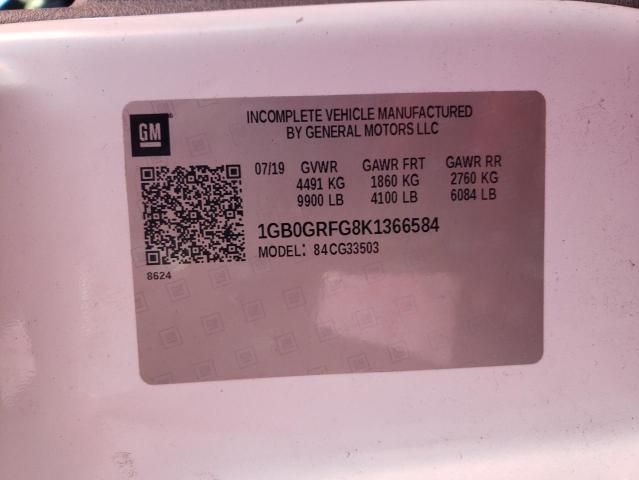 GM
INCOMPLETE VEHICLE MANUFACTURED
BY GENERAL MOTORS LLC
07/19 GVWR GAWR FRT GAWR RR
4491 KG 1860 KG 2760 KG
9900 LB 4100 LB 6084 LB
1GB0GRFG8K1366584
MODEL: 84CG33503
8624